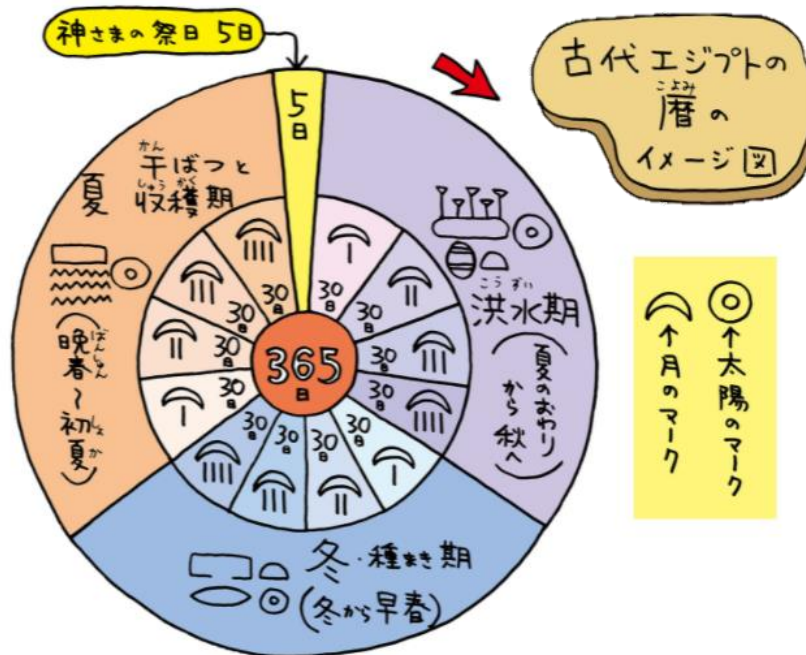 神さまの祭日 5日
5日
古代エジプトの
こよみ
暦の
イメージ図
かん
干ばつと
しゅう かく
収穫期
夏
ばんしゅん
晩春
〜
しょか
初夏
こうずい
洪水期
(夏のおわり
から秋へ)
冬・種まき期
(冬から早春)
365
日
30日
30日
30日
30日
30日
30日
30日
30日
30日
30日
30日
30日
↑太陽のマーク
↑月のマーク